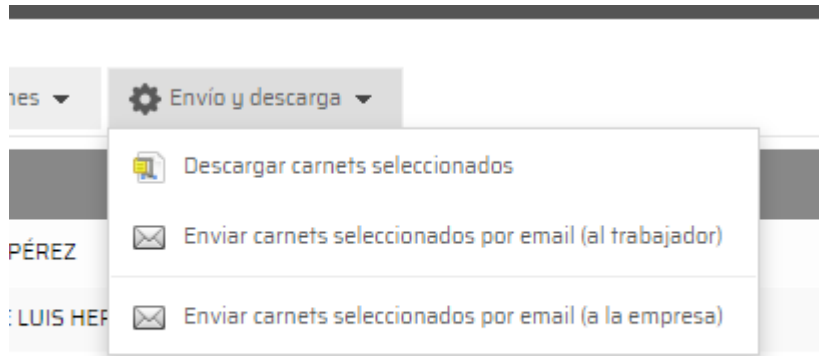 nes
Envío y descarga
Descargar carnets seleccionados
PÉREZ
Enviar carnets seleccionados por email (al trabajador)
LUIS HER
Enviar carnets seleccionados por email (a la empresa)